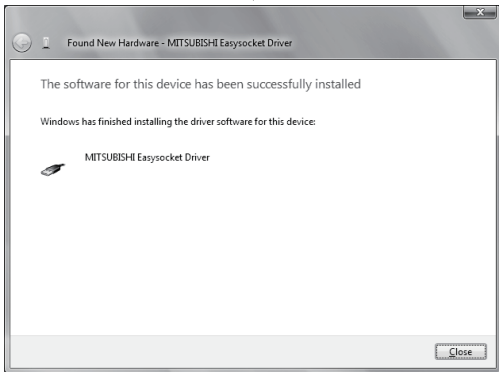 Found New Hardware - MITSUBISHI Easysocket Driver
The software for this device has been successfully installed
Windows has finished installing the driver software for this device:
MITSUBISHI Easysocket Driver
Close